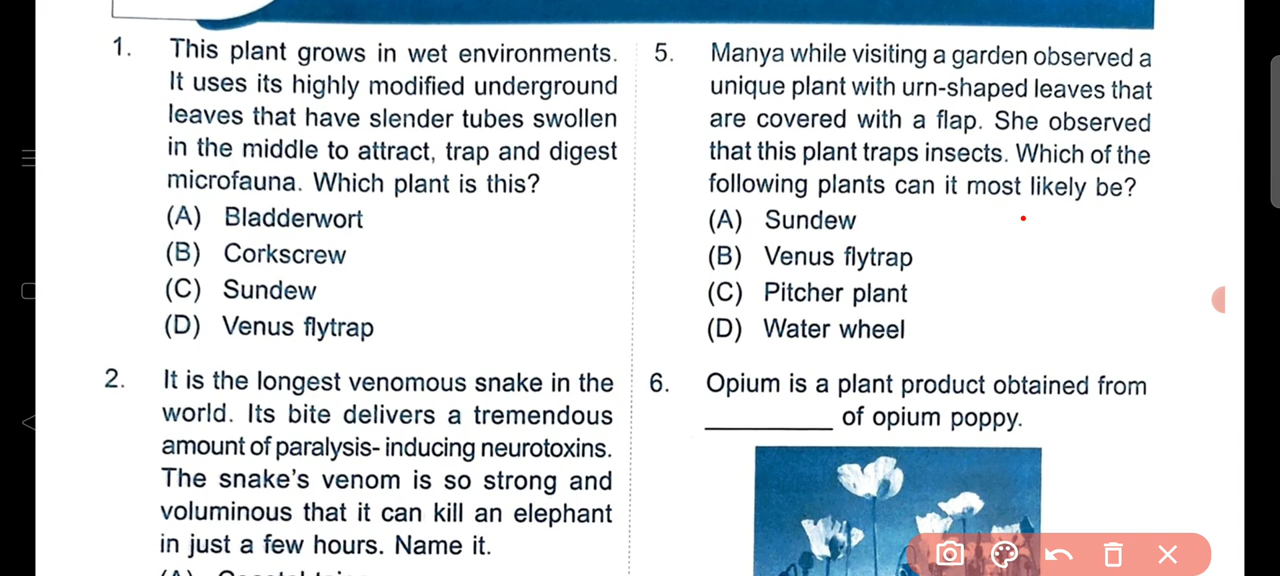 1. This plant grows in wet environments.
It uses its highly modified underground
leaves that have slender tubes swollen
in the middle to attract, trap and digest
microfauna. Which plant is this?
(A) Bladderwort
(B) Corkscrew
(C) Sundew
(D) Venus flytrap
2. It is the longest venomous snake in the
world. Its bite delivers a tremendous
amount of paralysis- inducing neurotoxins.
The snake's venom is so strong and
voluminous that it can kill an elephant
in just a few hours. Name it.
5. Manya while visiting a garden observed a
unique plant with urn-shaped leaves that
are covered with a flap. She observed
that this plant traps insects. Which of the
following plants can it most likely be?
(A) Sundew
(B) Venus flytrap
(C) Pitcher plant
(D) Water wheel
6. Opium is a plant product obtained from
_________ of opium poppy.